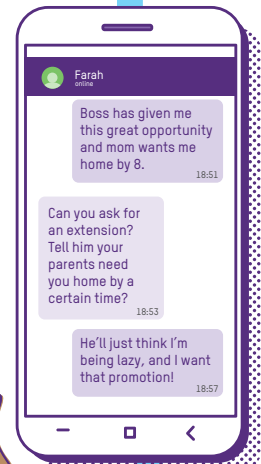 Farah
online
Boss has given me
this great opportunity
and mom wants me
home by 8.
18:51
Can you ask for
an extension?
Tell him your
parents need
you home by a
certain time?
18:53
He'll just think I'm
being lazy, and I want
that promotion!
18:57